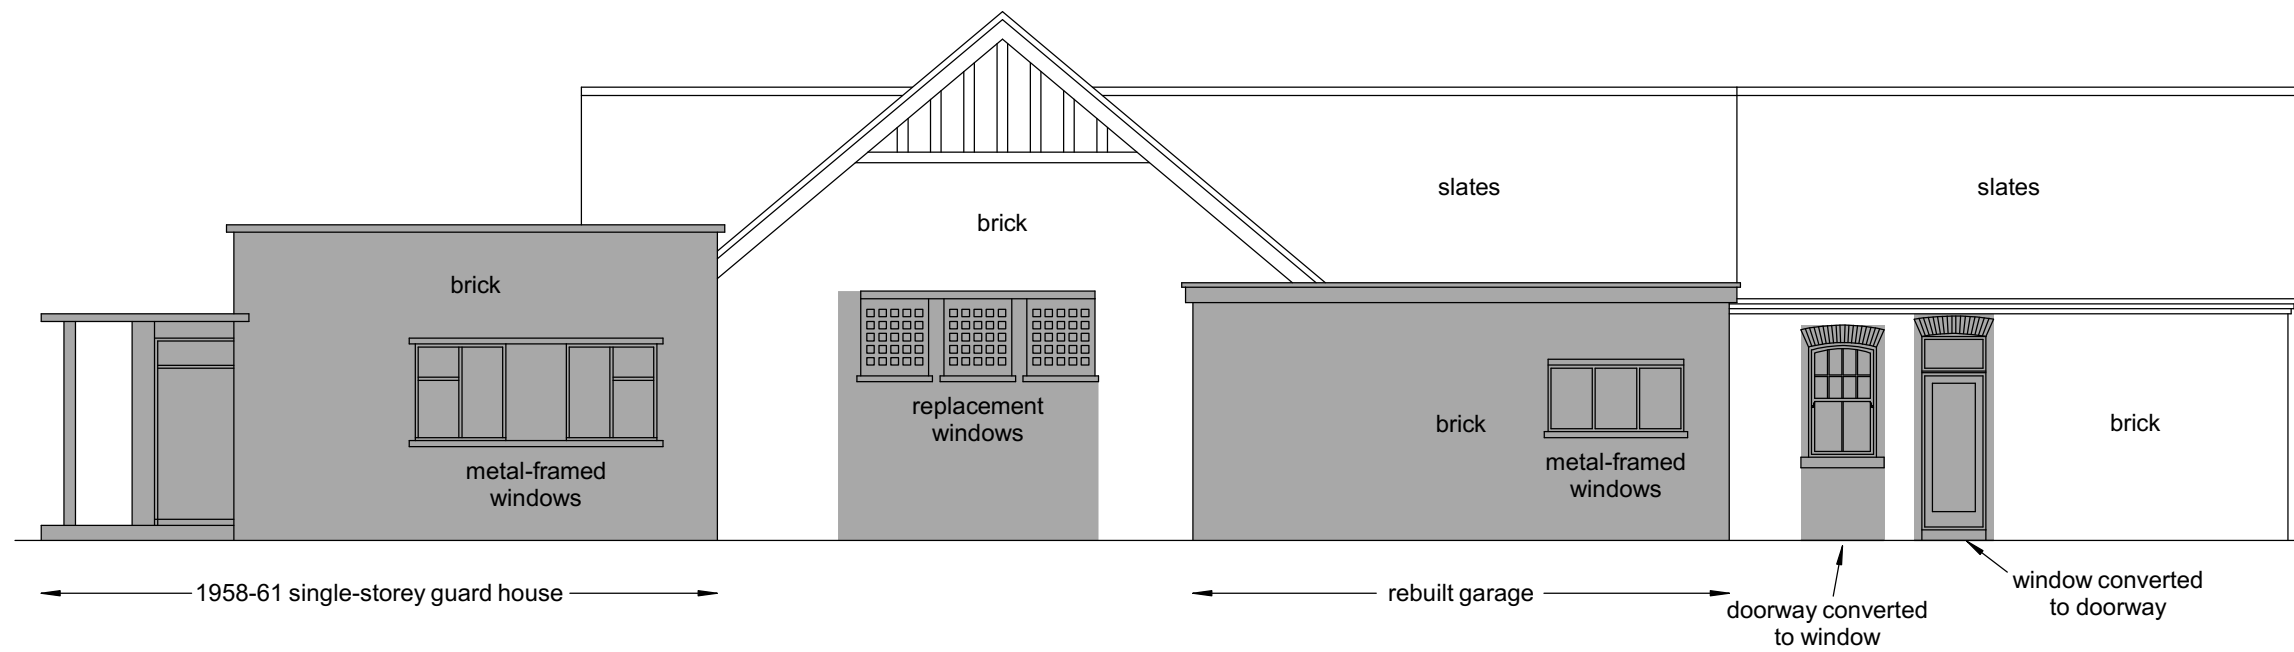 slates
slates
brick
brick
replacement
windows
brick
brick
metal-framed
windows
metal-framed
windows
1958-61 single-storey guard house
rebuilt garage
window converted
to doorway
doorway converted
to window